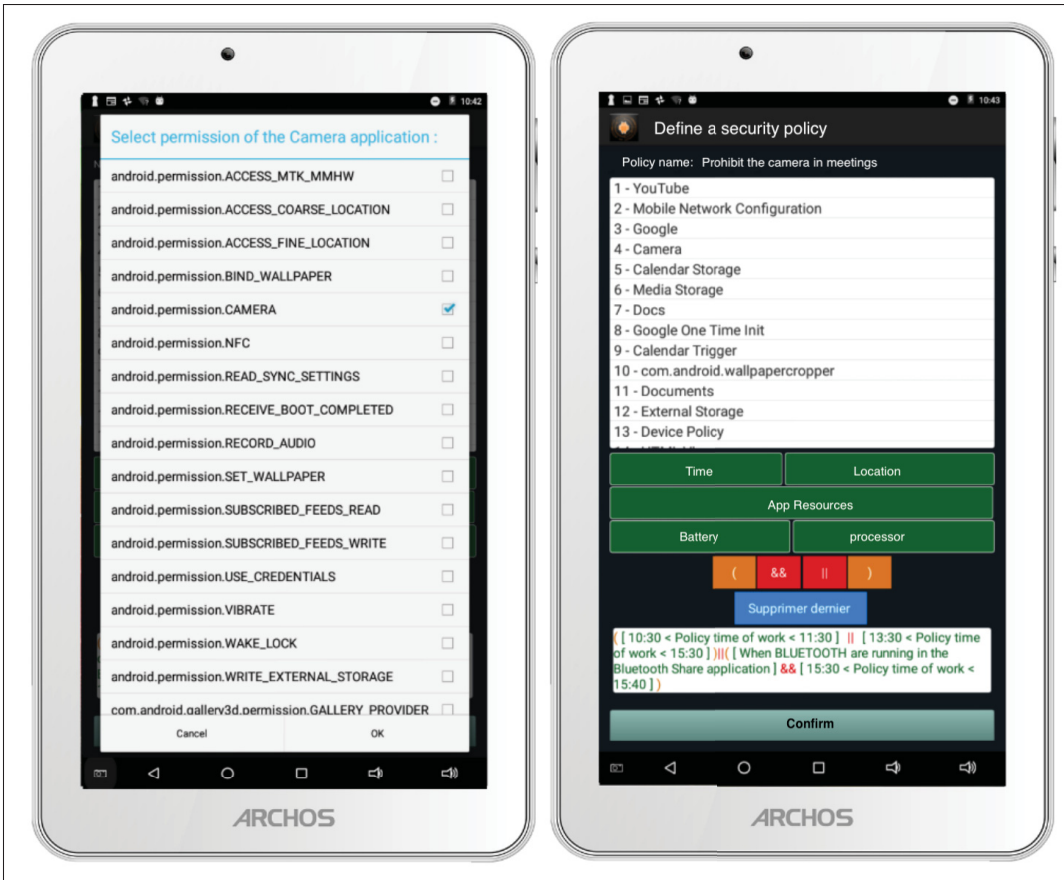 10:42
Select permission of the Camera application :
android.permission.ACCESS_MTK_MMHW
android.permission.ACCESS_COARSE_LOCATION
android.permission.ACCESS_FINE_LOCATION
android.permission.BIND_WALLPAPER
android.permission.CAMERA
android.permission.NFC
android.permission.READ_SYNC_SETTINGS
android.permission.RECEIVE_BOOT_COMPLETED
android.permission.RECORD_AUDIO
android.permission.SET_WALLPAPER
android.permission.SUBSCRIBED_FEEDS_READ
android.permission.SUBSCRIBED_FEEDS_WRITE
android.permission.USE_CREDENTIALS
android.permission.VIBRATE
android.permission.WAKE_LOCK
android.permission.WRITE_EXTERNAL_STORAGE
com.android.gallery3d.permission.GALLERY_PROVIDER
Cancel OK
ARCHOS
10:43
Define a security policy
Policy name: Prohibit the camera in meetings
1 - YouTube
2 - Mobile Network Configuration
3 - Google
4 - Camera
5 - Calendar Storage
6 - Media Storage
7 - Docs
8 - Google One Time Init
9 - Calendar Trigger
10 - com.android.wallpapercropper
11 - Documents
12 - External Storage
13 - Device Policy
Time Location
App Resources
Battery processor
( && || )
Supprimer dernier
( [ 10:30 < Policy time of work < 11:30 ] || [ 13:30 < Policy time
of work < 15:30 ] )||( [ When BLUETOOTH are running in the
Bluetooth Share application ] && [ 15:30 < Policy time of work <
15:40 ] )
Confirm
ARCHOS